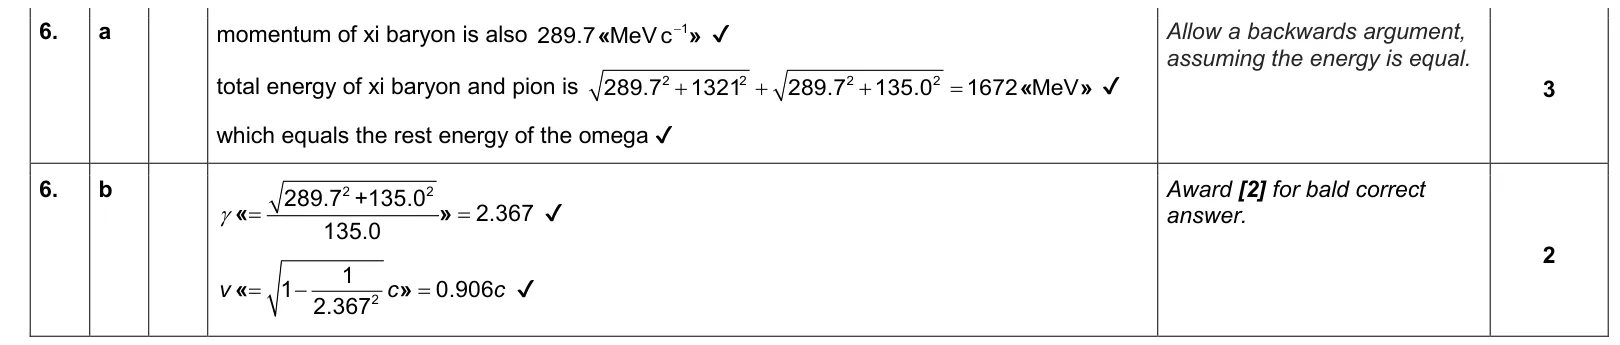 6. a momentum of xi baryon is also 289.7 «MeV c⁻¹» ✓ Allow a backwards argument,
assuming the energy is equal.
total energy of xi baryon and pion is √(289.7² + 1321²) + √(289.7² + 135.0²) = 1672 «MeV» ✓ 3
which equals the rest energy of the omega ✓
6. b γ «= √(289.7² +135.0²) / 135.0» = 2.367 ✓ Award [2] for bald correct
answer.
2
v «= √(1 − 1 / 2.367²) c» = 0.906c ✓